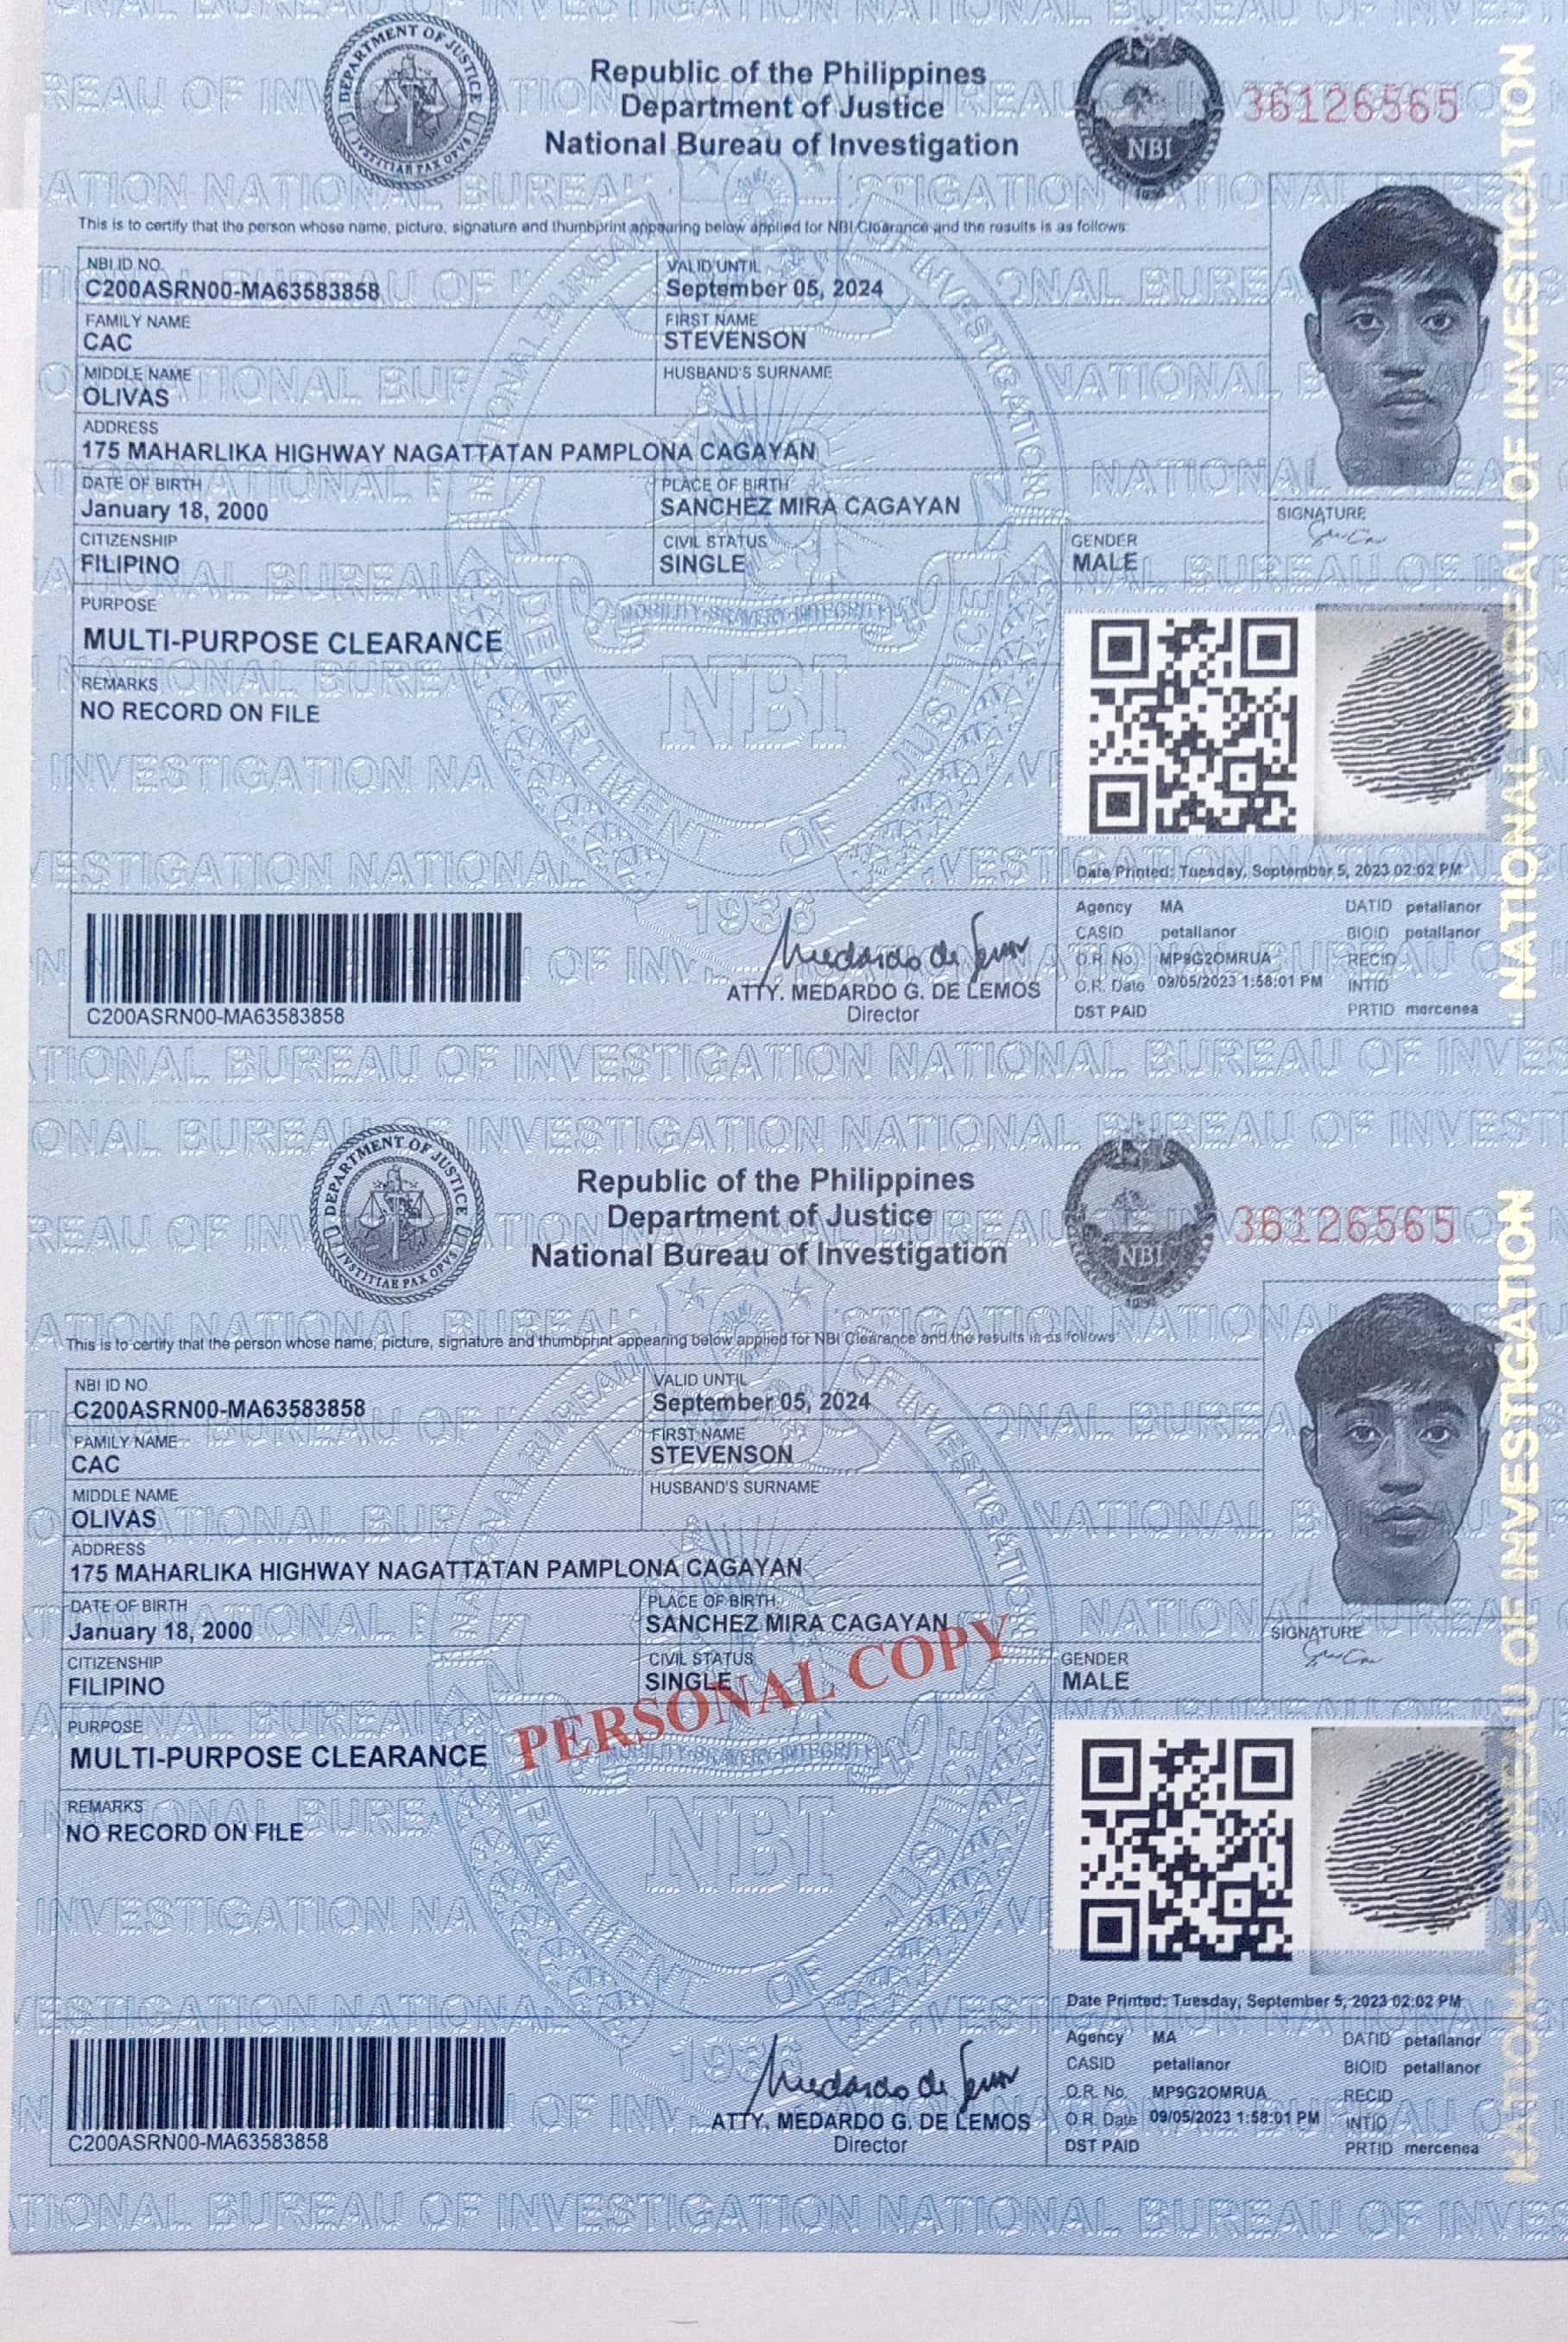 DEPARTMENT OF JUSTICE
IVSTITIAE PAX OPVS
Republic of the Philippines
Department of Justice
National Bureau of Investigation
NBI
36126565
This is to certify that the person whose name, picture, signature and thumbprint appearing below applied for NBI Clearance and the results is as follows:
NBI ID NO.
C200ASRN00-MA63583858
VALID UNTIL
September 05, 2024
FAMILY NAME
CAC
FIRST NAME
STEVENSON
MIDDLE NAME
OLIVAS
HUSBAND'S SURNAME
ADDRESS
175 MAHARLIKA HIGHWAY NAGATTATAN PAMPLONA CAGAYAN
DATE OF BIRTH
January 18, 2000
PLACE OF BIRTH
SANCHEZ MIRA CAGAYAN
CITIZENSHIP
FILIPINO
CIVIL STATUS
SINGLE
GENDER
MALE
SIGNATURE
PURPOSE
MULTI-PURPOSE CLEARANCE
REMARKS
NO RECORD ON FILE
Date Printed: Tuesday, September 5, 2023 02:02 PM
Agency MA DATID petallanor
CASID petallanor BIOID petallanor
O.R. No. MP9G2OMRUA RECID
O.R. Date 09/05/2023 1:58:01 PM INTID
DST PAID PRTID mercenea
C200ASRN00-MA63583858
ATTY. MEDARDO G. DE LEMOS
Director
NATIONAL BUREAU OF INVESTIGATION
DEPARTMENT OF JUSTICE
IVSTITIAE PAX OPVS
Republic of the Philippines
Department of Justice
National Bureau of Investigation
NBI
36126565
This is to certify that the person whose name, picture, signature and thumbprint appearing below applied for NBI Clearance and the results is as follows:
NBI ID NO.
C200ASRN00-MA63583858
VALID UNTIL
September 05, 2024
FAMILY NAME
CAC
FIRST NAME
STEVENSON
MIDDLE NAME
OLIVAS
HUSBAND'S SURNAME
ADDRESS
175 MAHARLIKA HIGHWAY NAGATTATAN PAMPLONA CAGAYAN
DATE OF BIRTH
January 18, 2000
PLACE OF BIRTH
SANCHEZ MIRA CAGAYAN
CITIZENSHIP
FILIPINO
CIVIL STATUS
SINGLE
GENDER
MALE
SIGNATURE
PERSONAL COPY
PURPOSE
MULTI-PURPOSE CLEARANCE
REMARKS
NO RECORD ON FILE
Date Printed: Tuesday, September 5, 2023 02:02 PM
Agency MA DATID petallanor
CASID petallanor BIOID petallanor
O.R. No. MP9G2OMRUA RECID
O.R. Date 09/05/2023 1:58:01 PM INTID
DST PAID PRTID mercenea
C200ASRN00-MA63583858
ATTY. MEDARDO G. DE LEMOS
Director
NATIONAL BUREAU OF INVESTIGATION